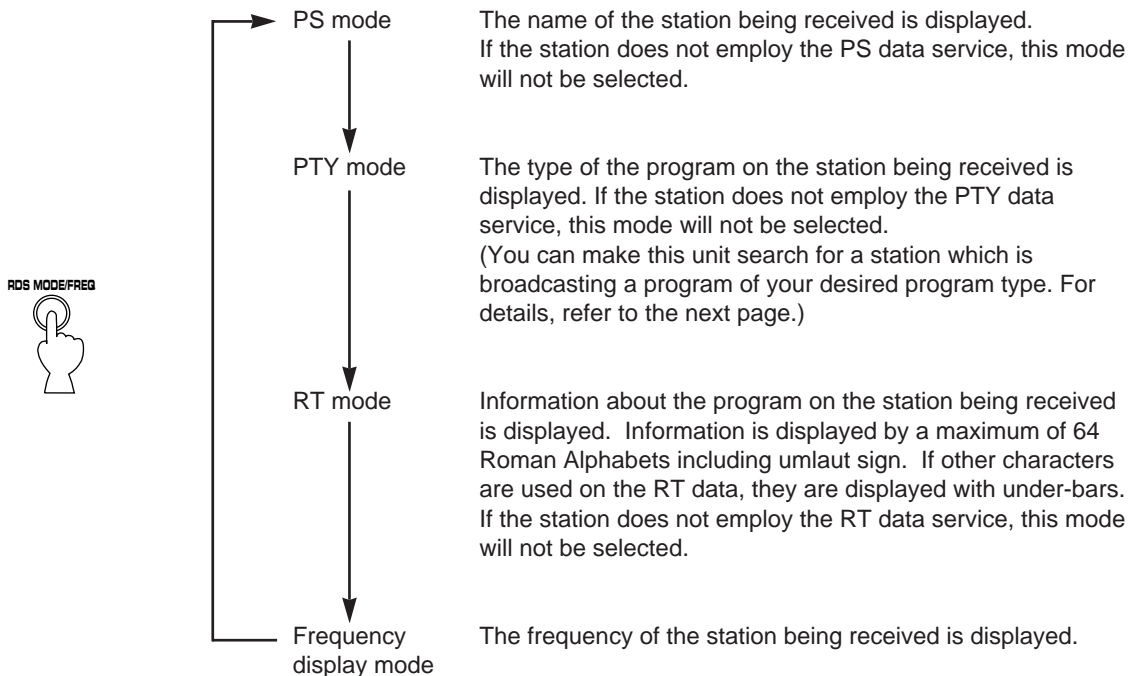 PS mode
The name of the station being received is displayed.
If the station does not employ the PS data service, this mode
will not be selected.
PTY mode
The type of the program on the station being received is
displayed. If the station does not employ the PTY data
service, this mode will not be selected.
(You can make this unit search for a station which is
broadcasting a program of your desired program type. For
details, refer to the next page.)
RDS MODE/FREQ
RT mode
Information about the program on the station being received
is displayed. Information is displayed by a maximum of 64
Roman Alphabets including umlaut sign. If other characters
are used on the RT data, they are displayed with under-bars.
If the station does not employ the RT data service, this mode
will not be selected.
Frequency
display mode
The frequency of the station being received is displayed.